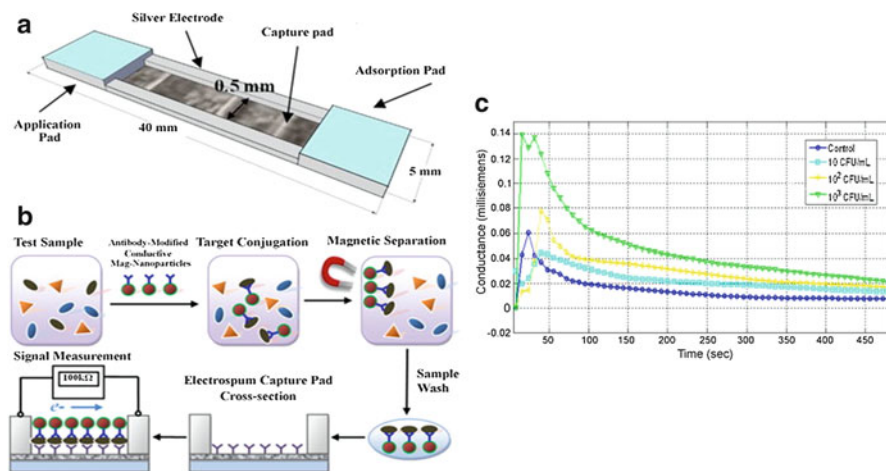 a
Silver Electrode
Capture pad
Adsorption Pad
0.5 mm
Application
Pad
40 mm
5 mm
b
Test Sample
Antibody-Modified
Conductive
Mag-Nanoparticles
Target Conjugation
Magnetic Separation
Signal Measurement
100kΩ
e-
Electrospum Capture Pad
Cross-section
Sample
Wash
c
Conductance (millisiemens)
0.14
0.12
0.1
0.08
0.06
0.04
0.02
0
-0.02
50 100 150 200 250 300 350 400 450
Time (sec)
Control
10 CFU/mL
10² CFU/mL
10³ CFU/mL